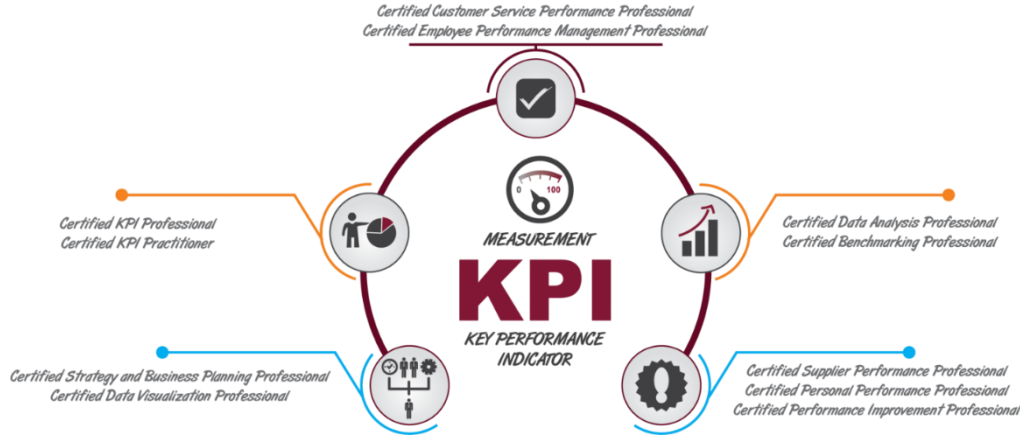 Certified Customer Service Performance Professional
Certified Employee Performance Management Professional
Certified KPI Professional
Certified KPI Practitioner
0 100
MEASUREMENT
KPI
KEY PERFORMANCE
INDICATOR
Certified Data Analysis Professional
Certified Benchmarking Professional
Certified Strategy and Business Planning Professional
Certified Data Visualization Professional
Certified Supplier Performance Professional
Certified Personal Performance Professional
Certified Performance Improvement Professional